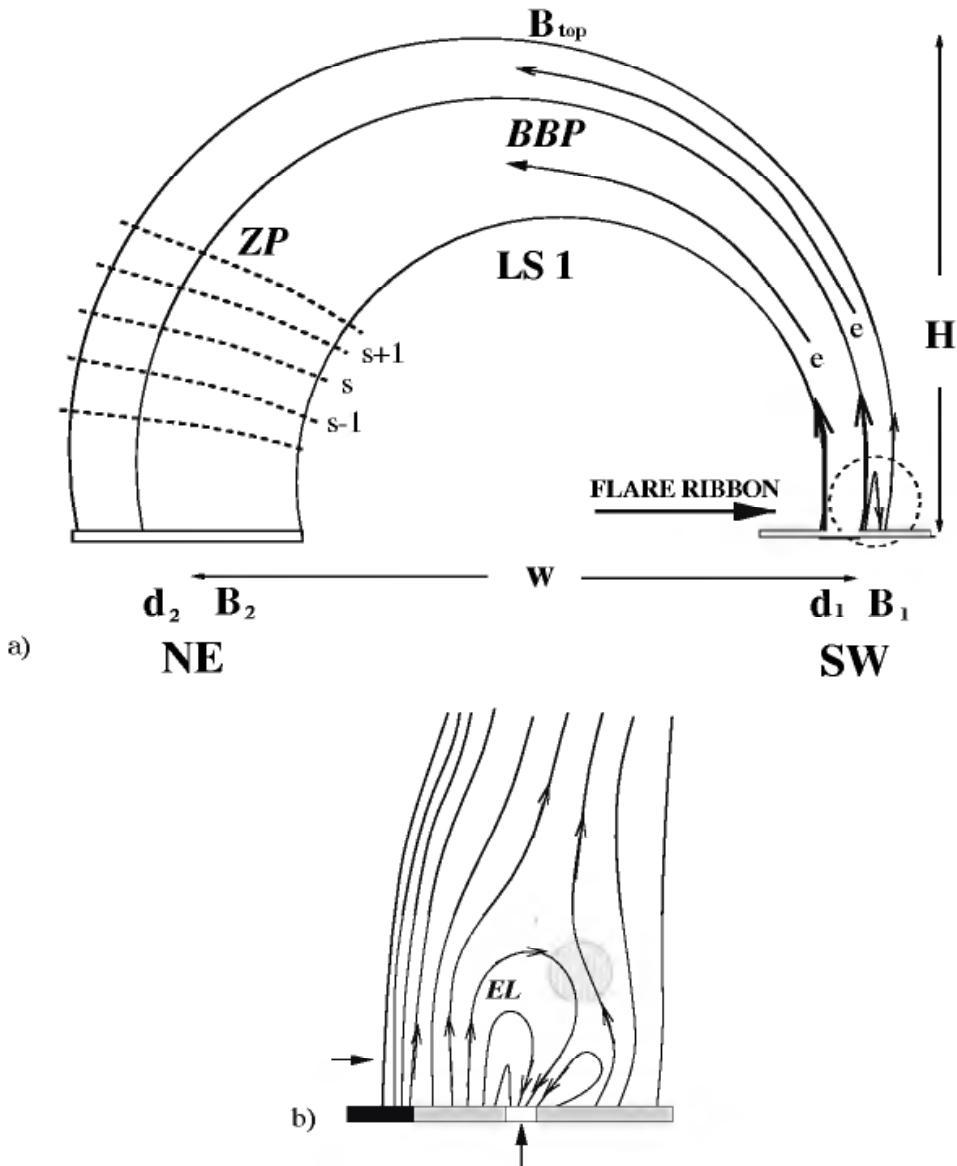 B top
BBP
ZP
LS 1
s+1
s
s-1
e
e
H
FLARE RIBBON
w
d2 B2
d1 B1
a)
NE
SW
EL
b)